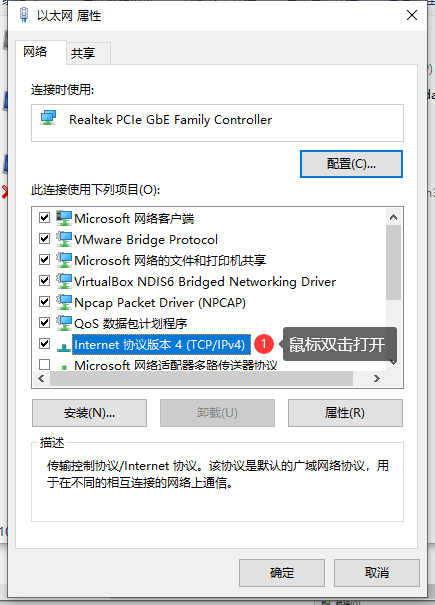 以太网 属性
网络
共享
连接时使用:
Realtek PCIe GbE Family Controller
配置(C)...
此连接使用下列项目(O):
Microsoft 网络客户端
VMware Bridge Protocol
Microsoft 网络的文件和打印机共享
VirtualBox NDIS6 Bridged Networking Driver
Npcap Packet Driver (NPCAP)
QoS 数据包计划程序
Internet 协议版本 4 (TCP/IPv4)
1 鼠标双击打开
Microsoft 网络适配器多路传送器协议
安装(N)...
卸载(U)
属性(R)
描述
传输控制协议/Internet 协议。该协议是默认的广域网络协议，用
于在不同的相互连接的网络上通信。
确定
取消